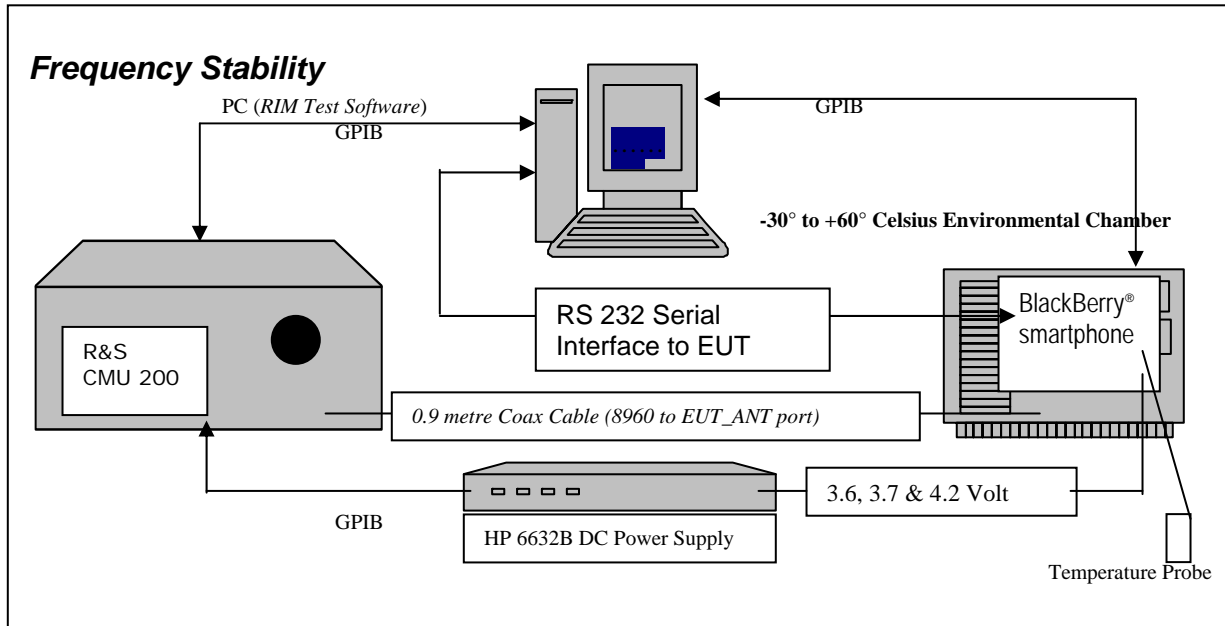 Frequency Stability
PC (RIM Test Software)
GPIB
GPIB
-30° to +60° Celsius Environmental Chamber
RS 232 Serial
Interface to EUT
BlackBerry®
smartphone
R&S
CMU 200
0.9 metre Coax Cable (8960 to EUT_ANT port)
3.6, 3.7 & 4.2 Volt
GPIB
HP 6632B DC Power Supply
Temperature Probe